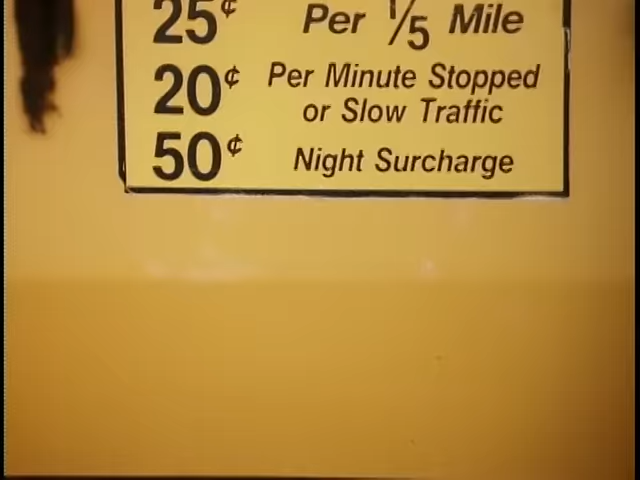 25¢ Per 1/5 Mile
20¢ Per Minute Stopped
or Slow Traffic
50¢ Night Surcharge